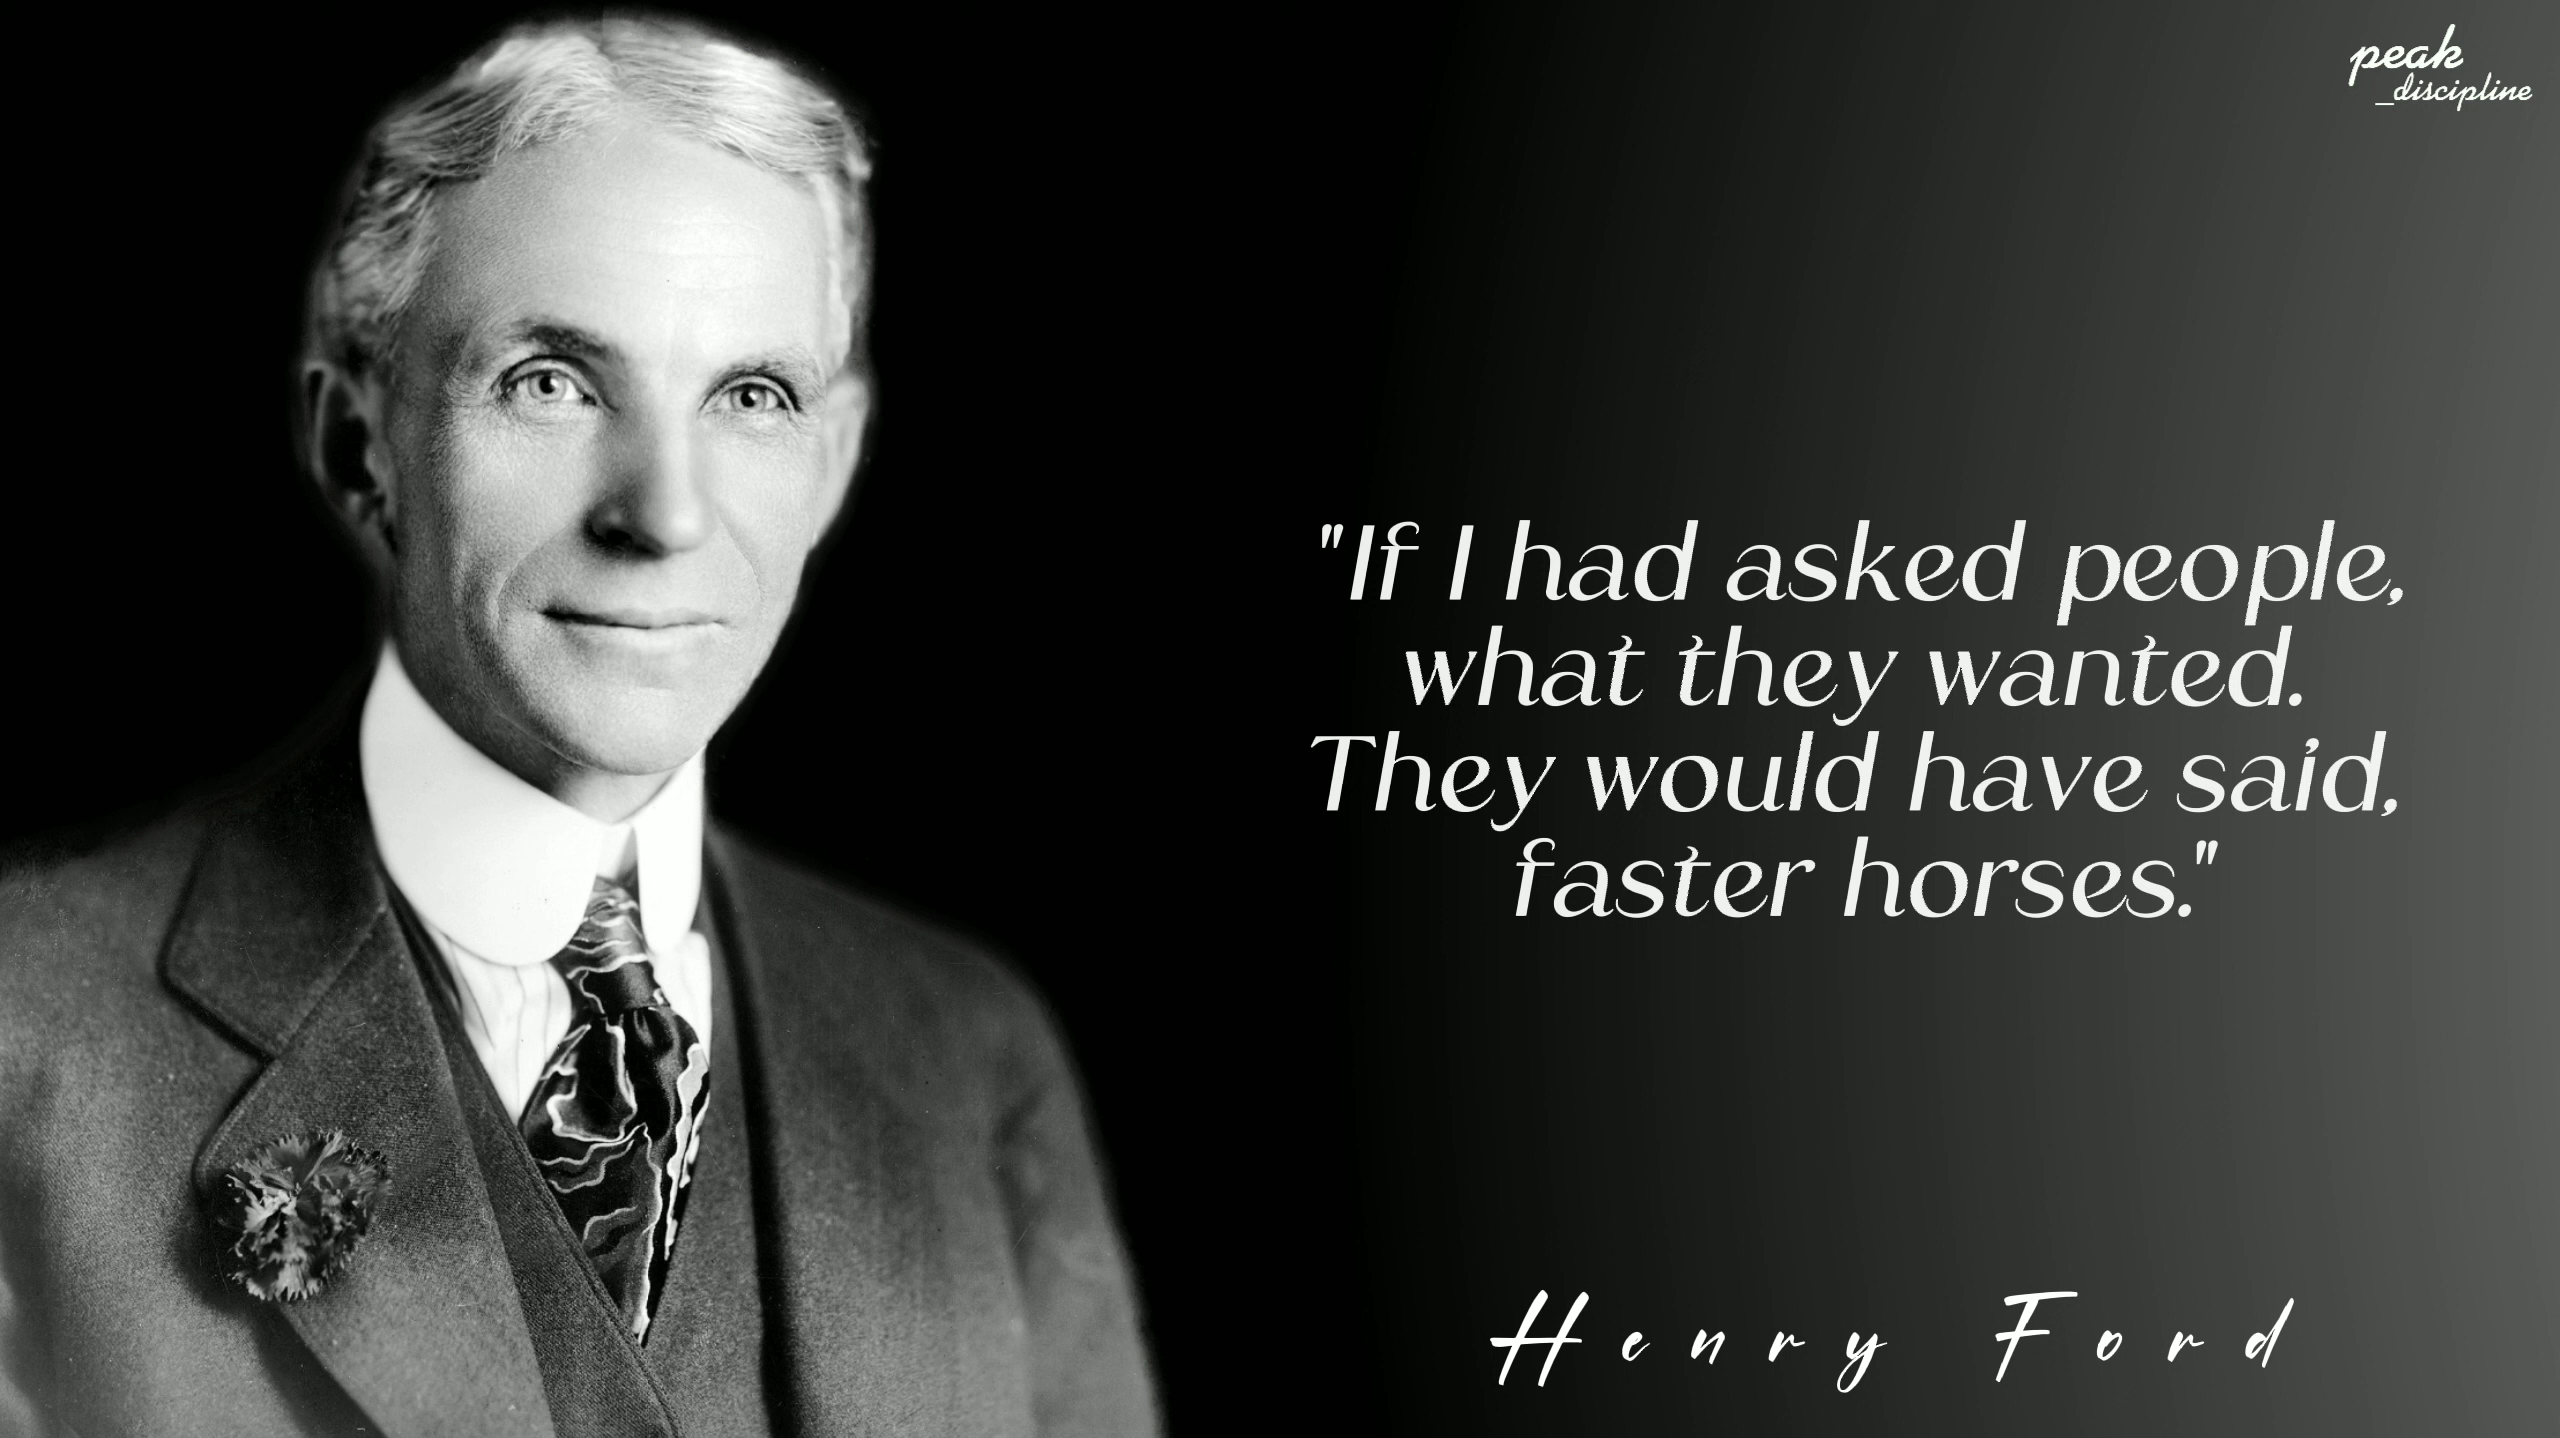 peak
_discipline
"If I had asked people,
what they wanted.
They would have said,
faster horses."
Henry Ford